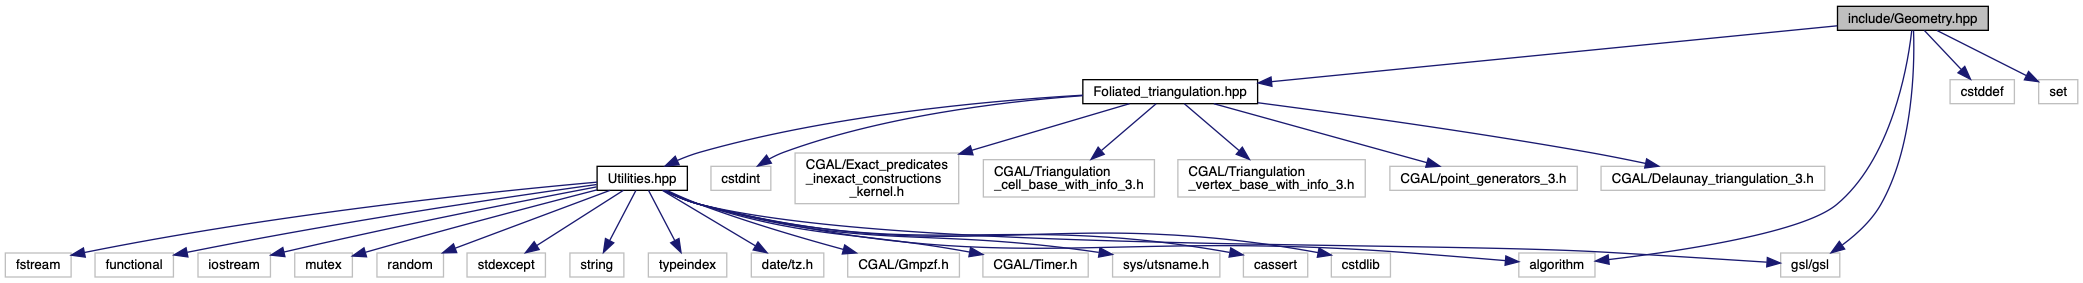 include/Geometry.hpp
Foliated_triangulation.hpp
cstddef
set
Utilities.hpp
cstdint
CGAL/Exact_predicates
_inexact_constructions
_kernel.h
CGAL/Triangulation
_cell_base_with_info_3.h
CGAL/Triangulation
_vertex_base_with_info_3.h
CGAL/point_generators_3.h
CGAL/Delaunay_triangulation_3.h
fstream
functional
iostream
mutex
random
stdexcept
string
typeindex
date/tz.h
CGAL/Gmpzf.h
CGAL/Timer.h
sys/utsname.h
cassert
cstdlib
algorithm
gsl/gsl